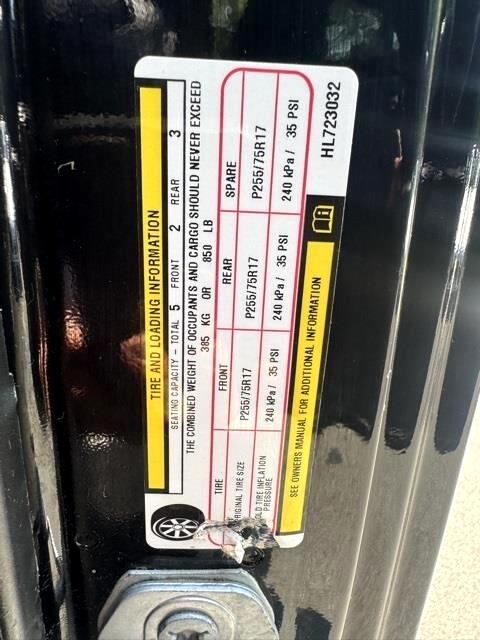 TIRE AND LOADING INFORMATION
SEATING CAPACITY - TOTAL 5 FRONT 2 REAR 3
THE COMBINED WEIGHT OF OCCUPANTS AND CARGO SHOULD NEVER EXCEED
385 KG OR 850 LB
TIRE FRONT REAR SPARE
ORIGINAL TIRE SIZE P255/75R17 P255/75R17 P255/75R17
COLD TIRE INFLATION
PRESSURE 240 kPa / 35 PSI 240 kPa / 35 PSI 240 kPa / 35 PSI
SEE OWNERS MANUAL FOR ADDITIONAL INFORMATION
HL723032